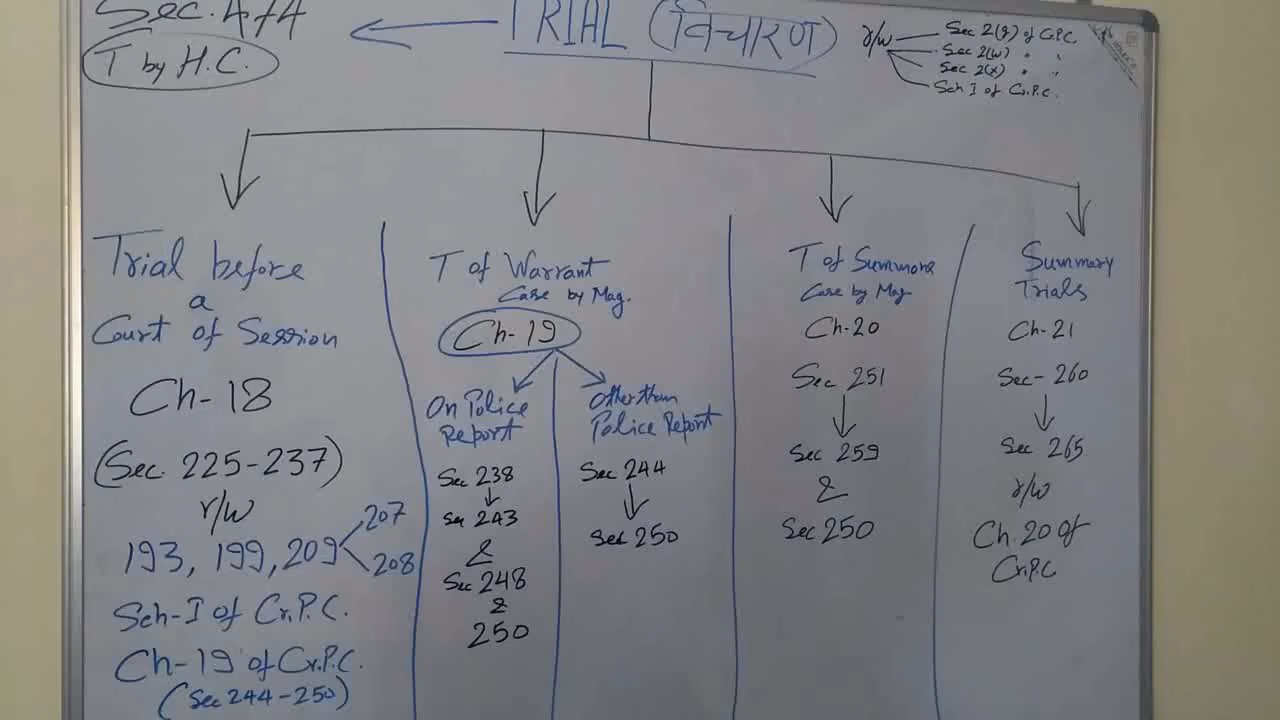 Sec. 474
T by H.C.
TRIAL (विचारण)
r/w
Sec 2(g) of Cr.P.C.
Sec 2(w) " "
Sec 2(x) " "
Sch I of Cr.P.C.
Trial before
a
Court of Session
Ch-18
(Sec. 225-237)
r/w
193, 199, 209
207
208
Sch-I of Cr.P.C.
Ch-19 of Cr.P.C.
(Sec 244-250)
T of Warrant
Case by Mag.
Ch-19
On Police
Report
Sec 238
Sec 243
&
Sec 248
&
250
Other than
Police Report
Sec 244
Sec 250
T of Summons
Case by Mag
Ch-20
Sec 251
Sec 259
&
Sec 250
Summary
Trials
Ch-21
Sec- 260
Sec 265
r/w
Ch. 20 of
Cr.P.C